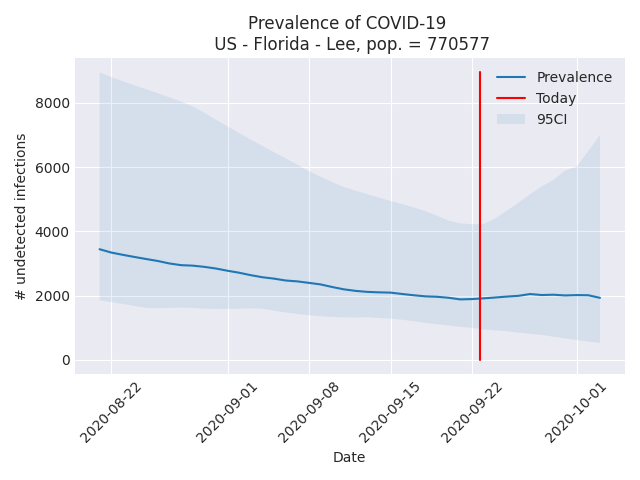 Prevalence of COVID-19
US - Florida - Lee, pop. = 770577
Prevalence
Today
95CI
8000
6000
4000
2000
0
# undetected infections
2020-08-22
2020-09-01
2020-09-08
2020-09-15
2020-09-22
2020-10-01
Date